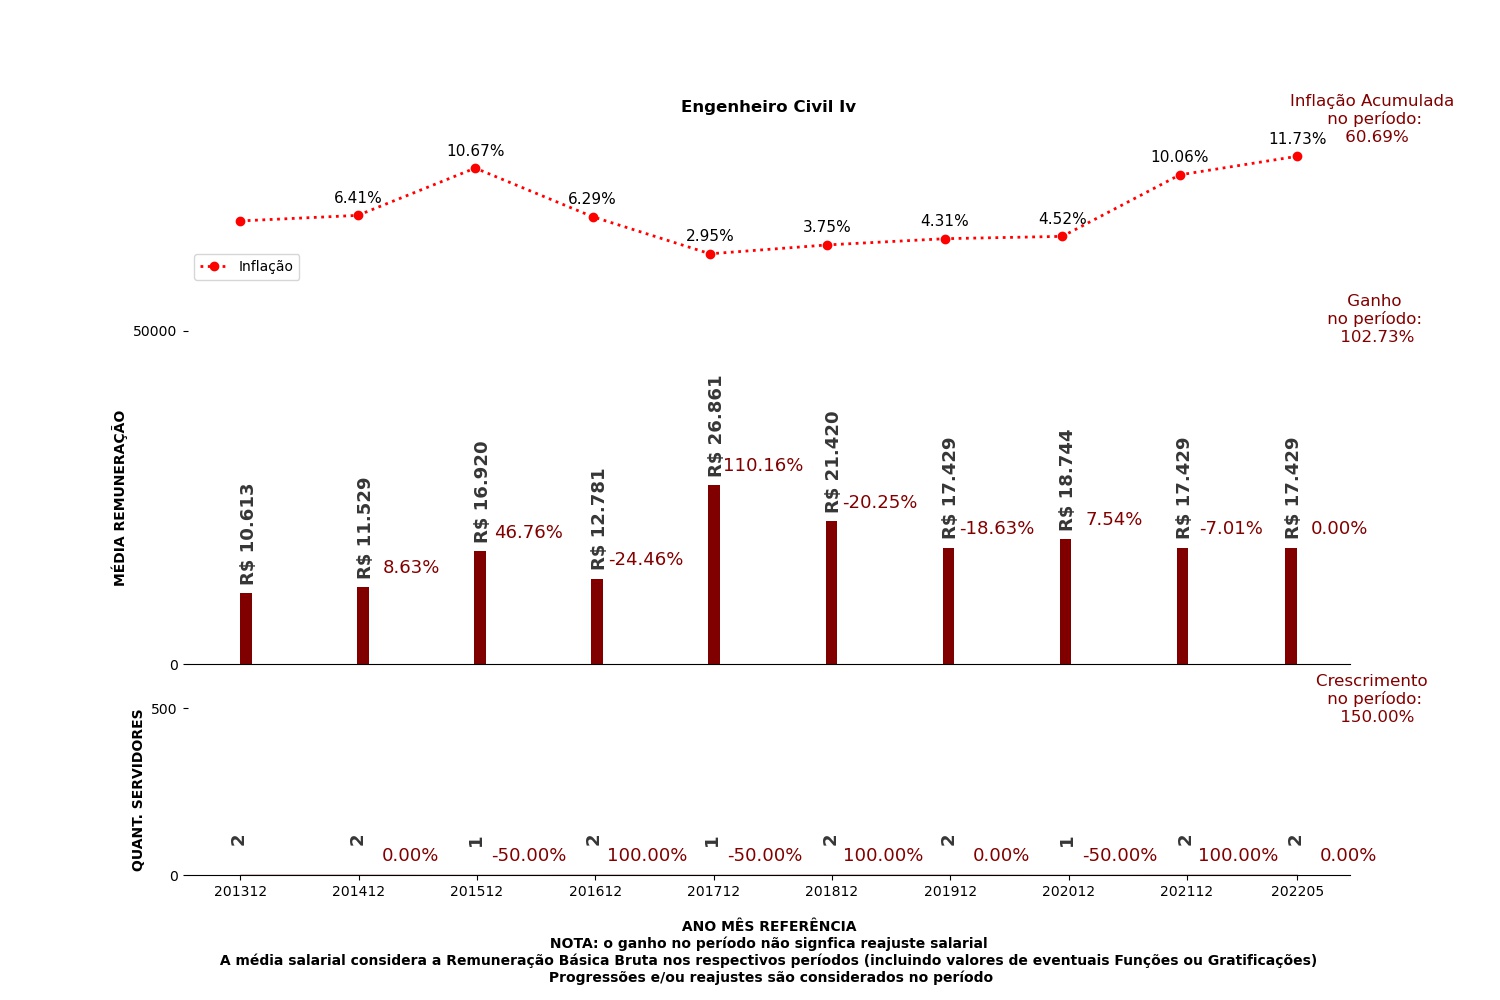 Engenheiro Civil Iv
Inflação Acumulada
no período:
60.69%
6.41%
10.67%
6.29%
2.95%
3.75%
4.31%
4.52%
10.06%
11.73%
Inflação
Ganho
no período:
102.73%
MÉDIA REMUNERAÇÃO
50000
0
R$ 10.613
R$ 11.529
8.63%
R$ 16.920
46.76%
R$ 12.781
-24.46%
R$ 26.861
110.16%
R$ 21.420
-20.25%
R$ 17.429
-18.63%
R$ 18.744
7.54%
R$ 17.429
-7.01%
R$ 17.429
0.00%
Crescrimento
no período:
150.00%
QUANT. SERVIDORES
500
0
2
2
0.00%
1
-50.00%
2
100.00%
1
-50.00%
2
100.00%
2
0.00%
1
-50.00%
2
100.00%
2
0.00%
201312 201412 201512 201612 201712 201812 201912 202012 202112 202205
ANO MÊS REFERÊNCIA
NOTA: o ganho no período não signfica reajuste salarial
A média salarial considera a Remuneração Básica Bruta nos respectivos períodos (incluindo valores de eventuais Funções ou Gratificações)
Progressões e/ou reajustes são considerados no período